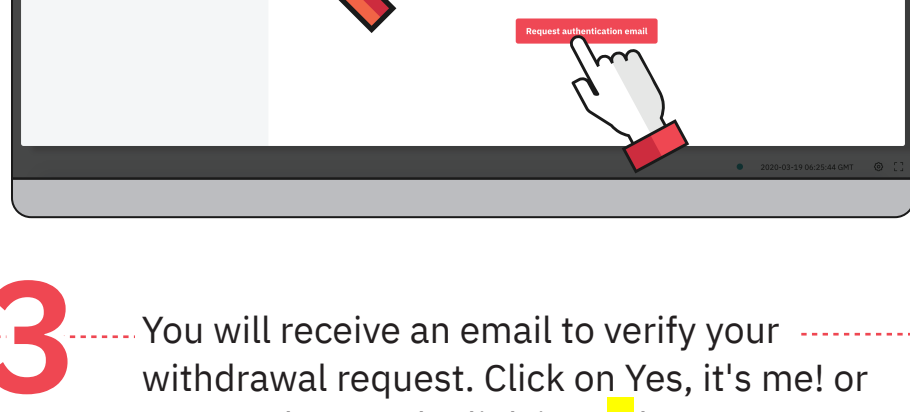 Request authentication email
2020-03-19 06:25:44 GMT
3
You will receive an email to verify your
withdrawal request. Click on Yes, it's me! or